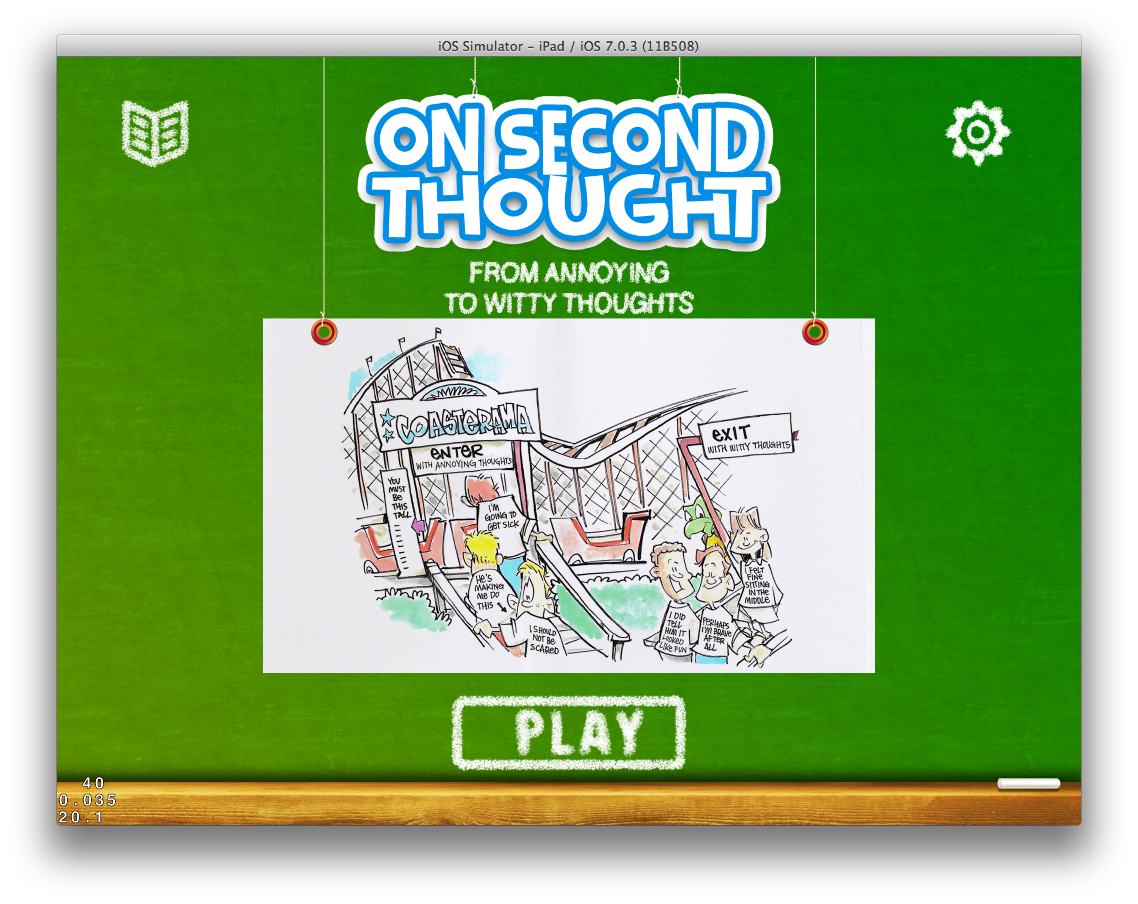 iOS Simulator – iPad / iOS 7.0.3 (11B508)
ON SECOND
THOUGHT
FROM ANNOYING
TO WITTY THOUGHTS
COASTERAMA
ENTER
WITH ANNOYING THOUGHTS
EXIT
WITH WITTY THOUGHTS
YOU
MUST
BE
THIS
TALL
I'M
GOING TO
GET SICK
HE'S
MAKING
ME DO
THIS
I SHOULD
NOT BE
SCARED
I DID
TELL
HIM IT
LOOKED
LIKE FUN
PERHAPS
I'M BRAVE
AFTER
ALL
I FELT
FINE
SITTING
IN THE
MIDDLE
PLAY
40
0.035
20.1